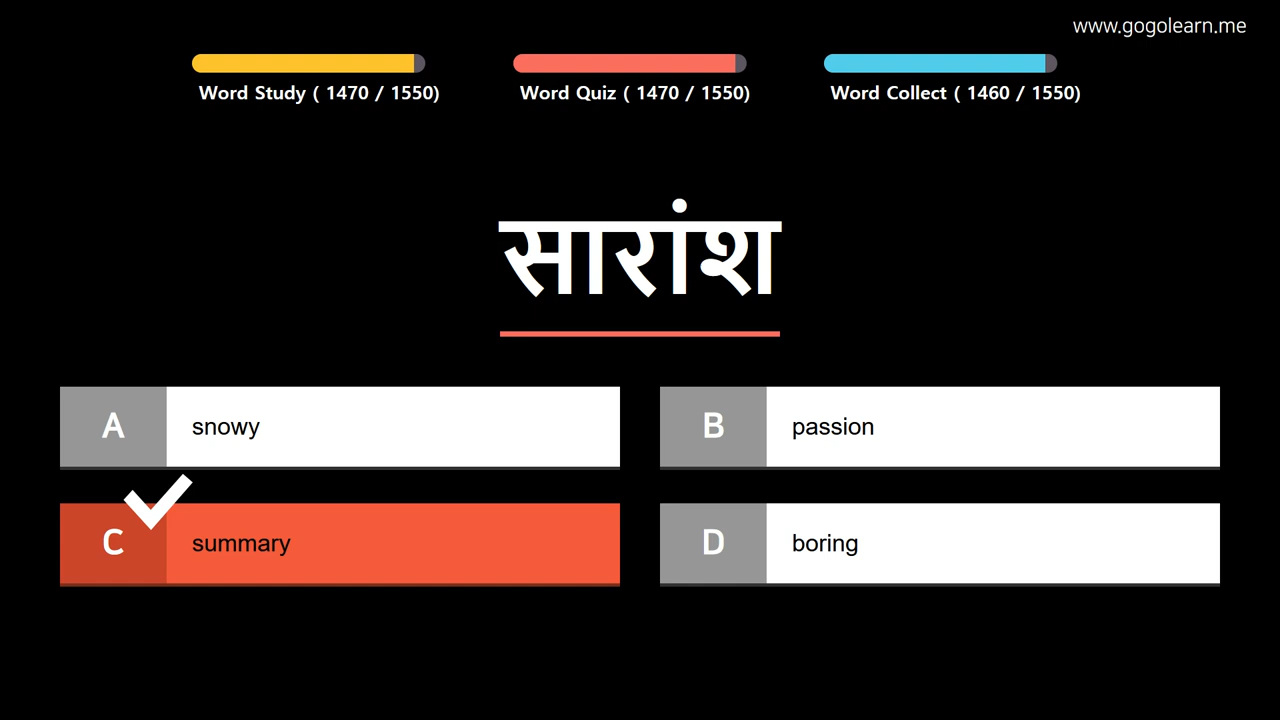 www.gogolearn.me
Word Study ( 1470 / 1550)
Word Quiz ( 1470 / 1550)
Word Collect ( 1460 / 1550)
सारांश
A snowy
B passion
C summary
D boring